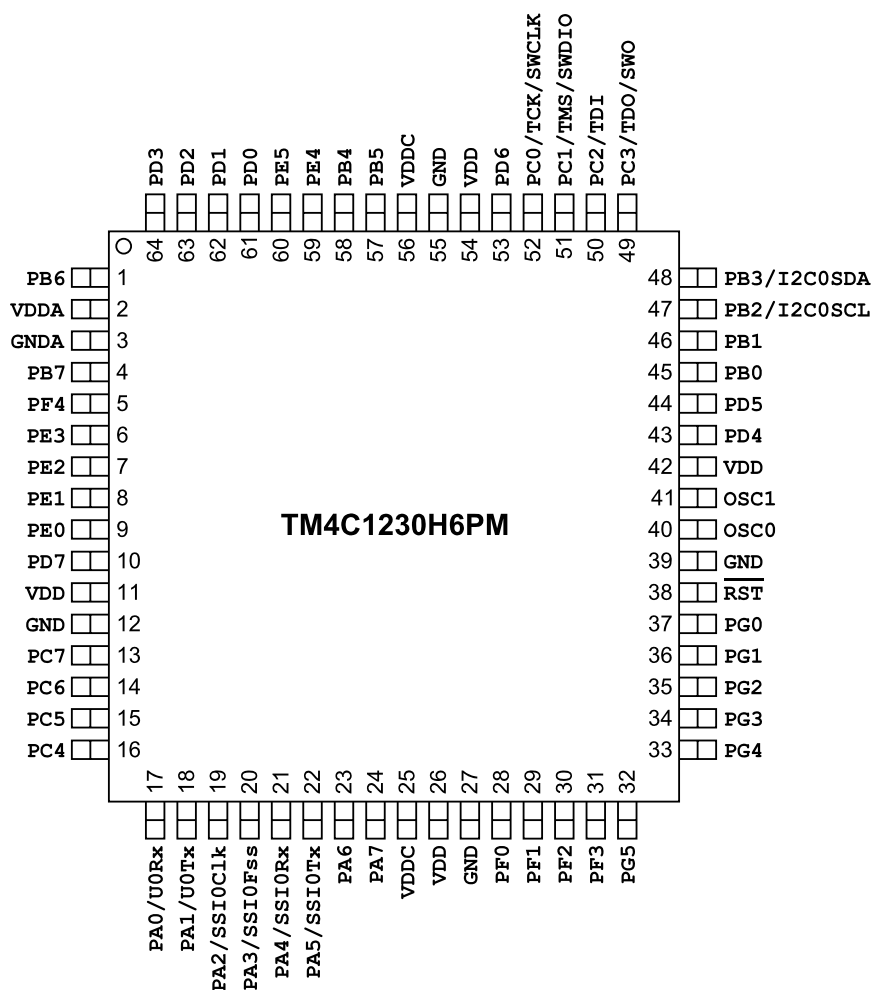 PC0/TCK/SWCLK
PC1/TMS/SWDIO
PC2/TDI
PC3/TDO/SWO
PD3
PD2
PD1
PD0
PE5
PE4
PB4
PB5
VDDC
GND
VDD
PD6
64
63
62
61
60
59
58
57
56
55
54
53
52
51
50
49
PB6 1
VDDA 2
GNDA 3
PB7 4
PF4 5
PE3 6
PE2 7
PE1 8
PE0 9
PD7 10
VDD 11
GND 12
PC7 13
PC6 14
PC5 15
PC4 16
TM4C1230H6PM
48 PB3/I2C0SDA
47 PB2/I2C0SCL
46 PB1
45 PB0
44 PD5
43 PD4
42 VDD
41 OSC1
40 OSC0
39 GND
38 RST
37 PG0
36 PG1
35 PG2
34 PG3
33 PG4
17
18
19
20
21
22
23
24
25
26
27
28
29
30
31
32
PA0/U0Rx
PA1/U0Tx
PA2/SSI0Clk
PA3/SSI0Fss
PA4/SSI0Rx
PA5/SSI0Tx
PA6
PA7
VDDC
VDD
GND
PF0
PF1
PF2
PF3
PG5